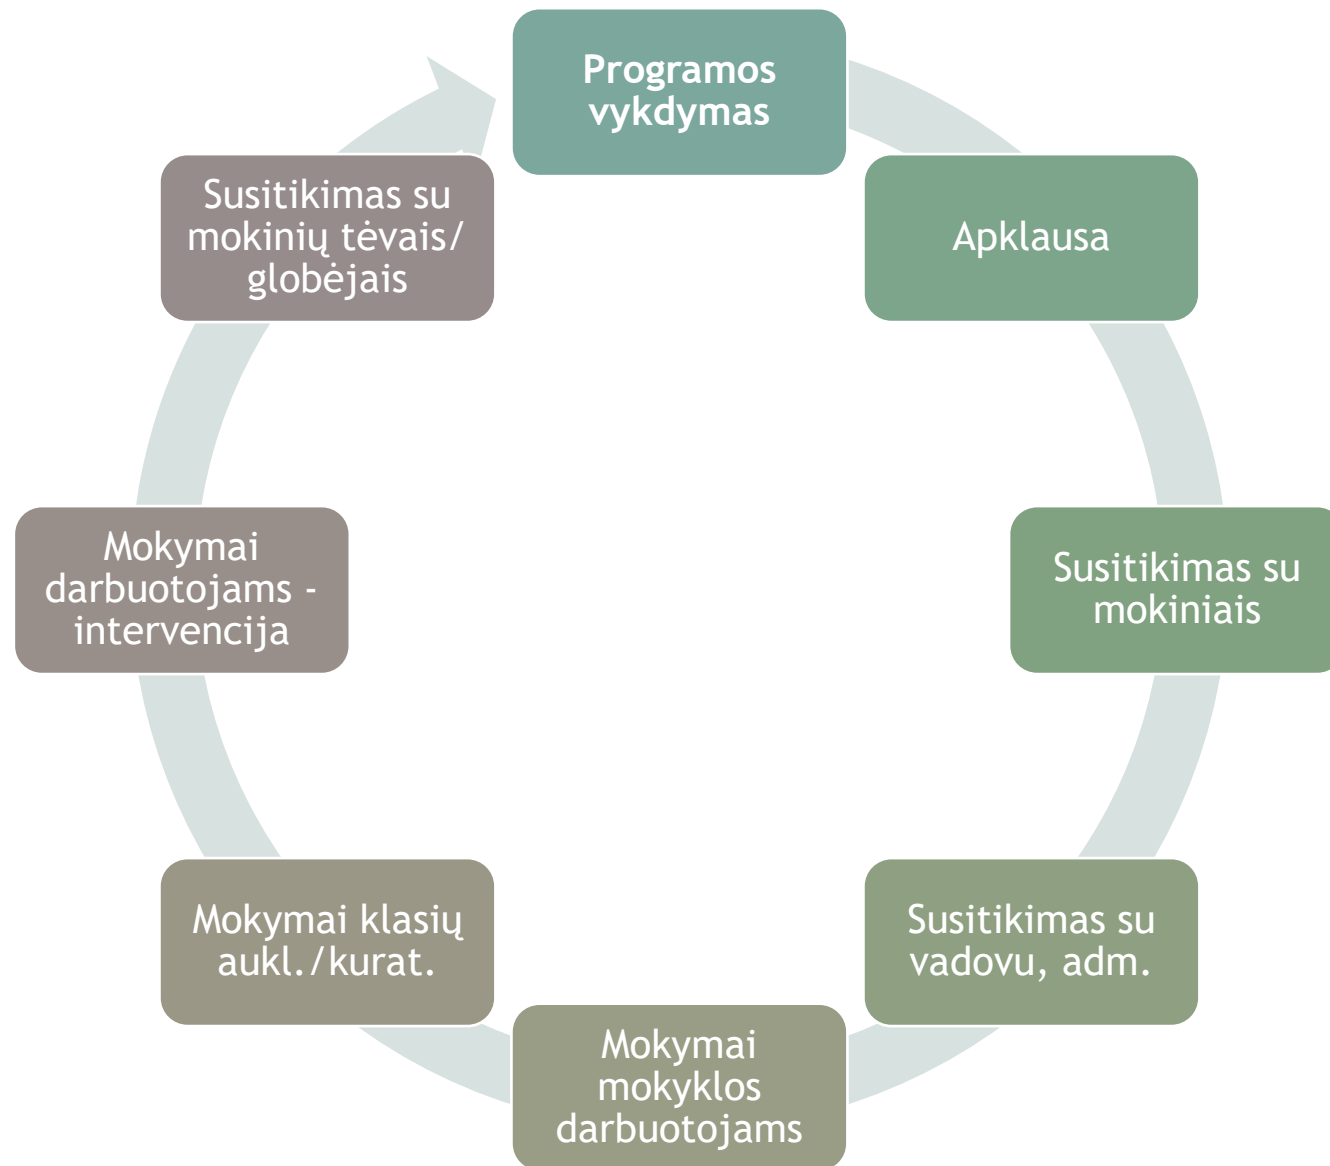 Programos
vykdymas
Apklausa
Susitikimas su
mokiniais
Susitikimas su
vadovu, adm.
Mokymai
mokyklos
darbuotojams
Mokymai klasių
aukl./kurat.
Mokymai
darbuotojams -
intervencija
Susitikimas su
mokinių tėvais/
globėjais